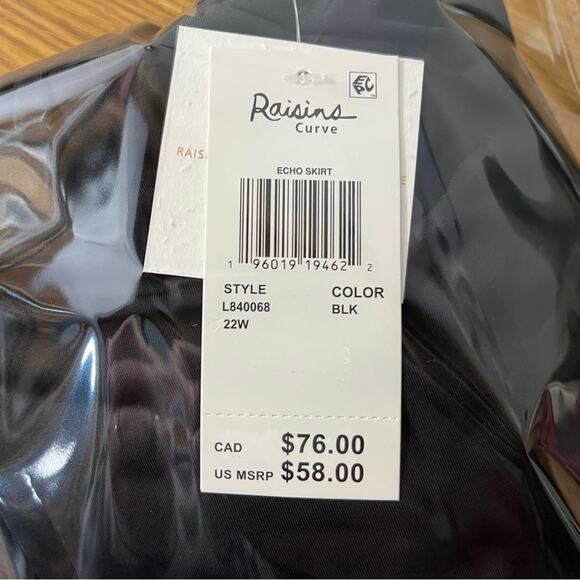 Raisins
Curve
RAISI
E
ECHO SKIRT
1 96019 19462 2
STYLE COLOR
L840068 BLK
22W
CAD $76.00
US MSRP $58.00